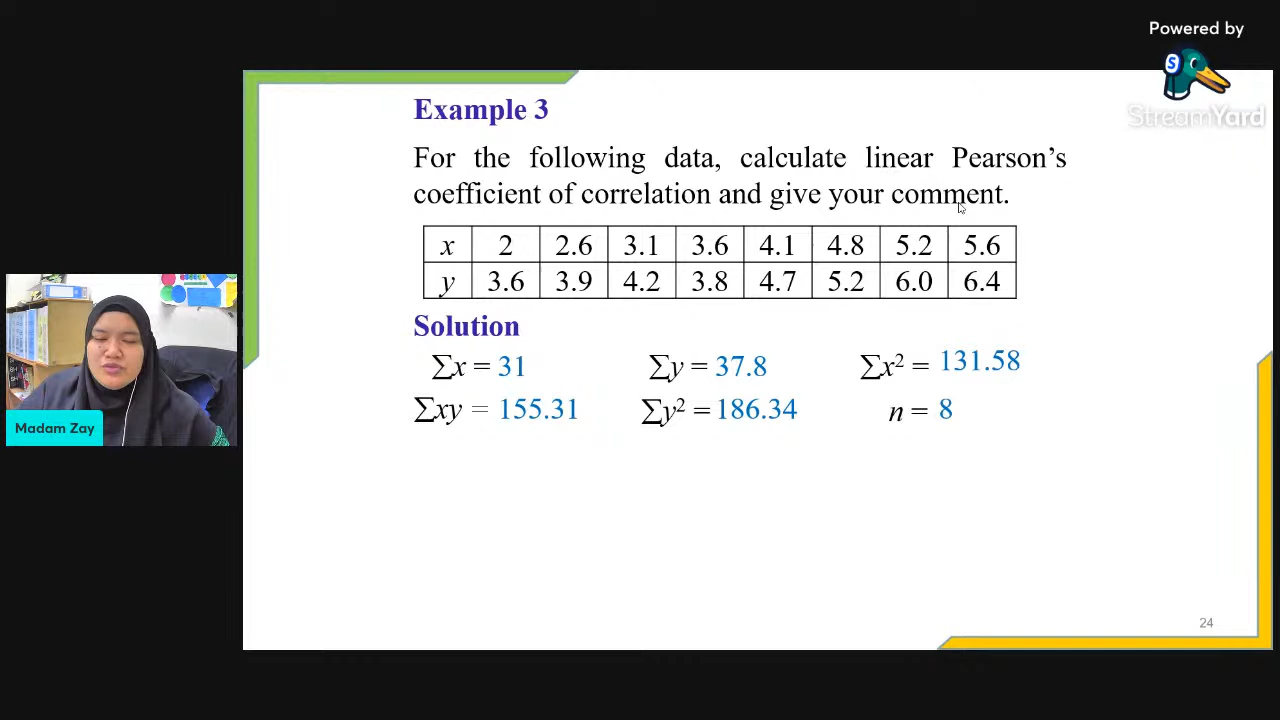 Powered by
StreamYard
Example 3
For the following data, calculate linear Pearson’s
coefficient of correlation and give your comment.
x 2 2.6 3.1 3.6 4.1 4.8 5.2 5.6
y 3.6 3.9 4.2 3.8 4.7 5.2 6.0 6.4
Solution
∑x = 31 ∑y = 37.8 ∑x² = 131.58
∑xy = 155.31 ∑y² = 186.34 n = 8
Madam Zay
24